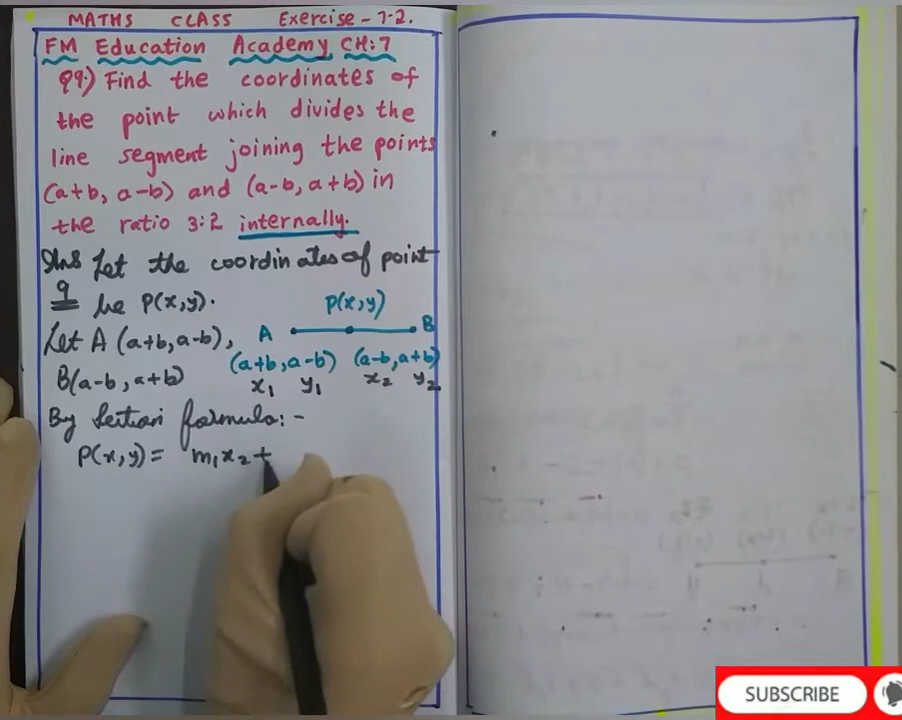 MATHS CLASS Exercise-7.2.
FM Education Academy CH:7
Q9.) Find the coordinates of
the point which divides the
line segment joining the points
(a+b, a-b) and (a-b, a+b) in
the ratio 3:2 internally.
Ans Let the coordinates of point
9 be P(x,y).
P(x,y)
Let A (a+b, a-b), A B
B(a-b, a+b) (a+b, a-b) (a-b, a+b)
x₁ y₁ x₂ y₂
By Section formula:-
P(x,y) = m₁x₂ +
SUBSCRIBE